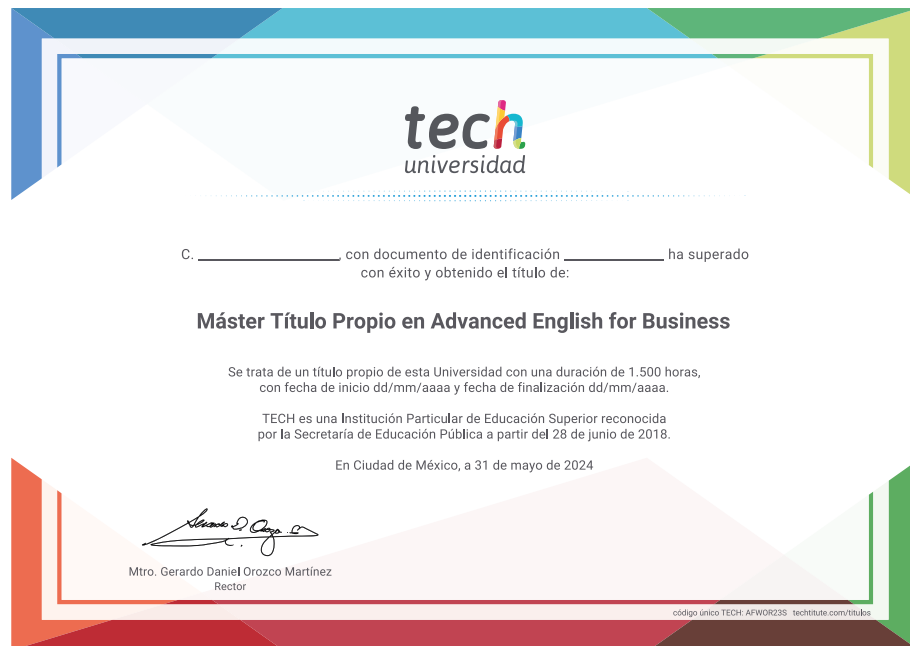 tech
universidad
C. ____________________, con documento de identificación ______________ ha superado
con éxito y obtenido el título de:
Máster Título Propio en Advanced English for Business
Se trata de un título propio de esta Universidad con una duración de 1.500 horas,
con fecha de inicio dd/mm/aaaa y fecha de finalización dd/mm/aaaa.
TECH es una Institución Particular de Educación Superior reconocida
por la Secretaría de Educación Pública a partir del 28 de junio de 2018.
En Ciudad de México, a 31 de mayo de 2024
Mtro. Gerardo Daniel Orozco Martínez
Rector
código único TECH: AFWOR23S techtitute.com/titulos